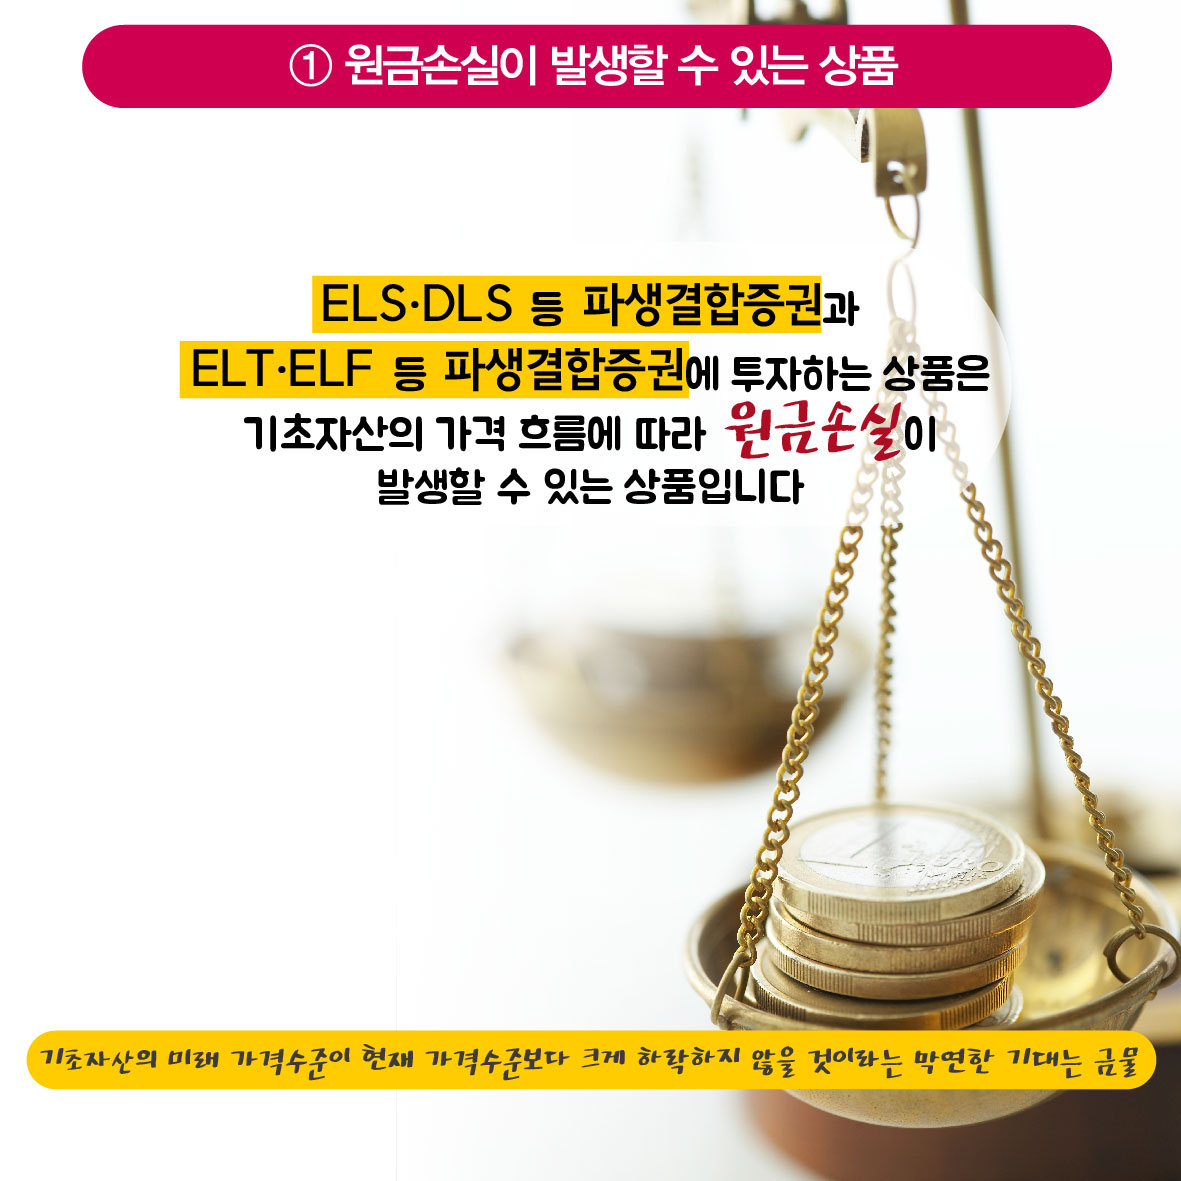 ① 원금손실이 발생할 수 있는 상품
ELS·DLS 등 파생결합증권과
ELT·ELF 등 파생결합증권에 투자하는 상품은
기초자산의 가격 흐름에 따라 원금손실이
발생할 수 있는 상품입니다
기초자산의 미래 가격수준이 현재 가격수준보다 크게 하락하지 않을 것이라는 막연한 기대는 금물